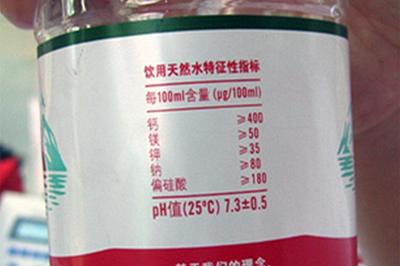 饮用天然水特征性指标
每100ml含量 (μg/100ml)
钙 ≥400
镁 ≥50
钾 ≥35
钠 ≥80
偏硅酸 ≥180
pH值(25ºC) 7.3±0.5